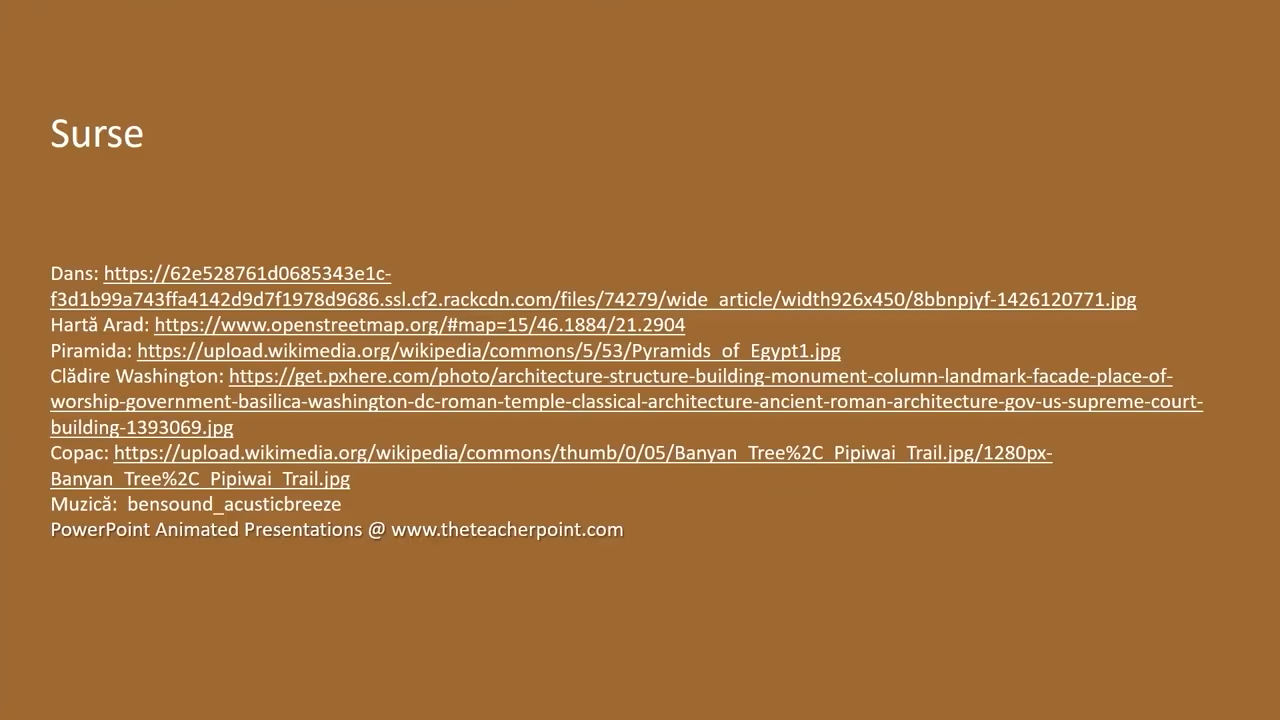 Surse
Dans: https://62e528761d0685343e1c-
f3d1b99a743ffa4142d9d7f1978d9686.ssl.cf2.rackcdn.com/files/74279/wide_article/width926x450/8bbnpjyf-1426120771.jpg
Hartă Arad: https://www.openstreetmap.org/#map=15/46.1884/21.2904
Piramida: https://upload.wikimedia.org/wikipedia/commons/5/53/Pyramids_of_Egypt1.jpg
Clădire Washington: https://get.pxhere.com/photo/architecture-structure-building-monument-column-landmark-facade-place-of-
worship-government-basilica-washington-dc-roman-temple-classical-architecture-ancient-roman-architecture-gov-us-supreme-court-
building-1393069.jpg
Copac: https://upload.wikimedia.org/wikipedia/commons/thumb/0/05/Banyan_Tree%2C_Pipiwai_Trail.jpg/1280px-
Banyan_Tree%2C_Pipiwai_Trail.jpg
Muzică:  bensound_acusticbreeze
PowerPoint Animated Presentations @ www.theteacherpoint.com